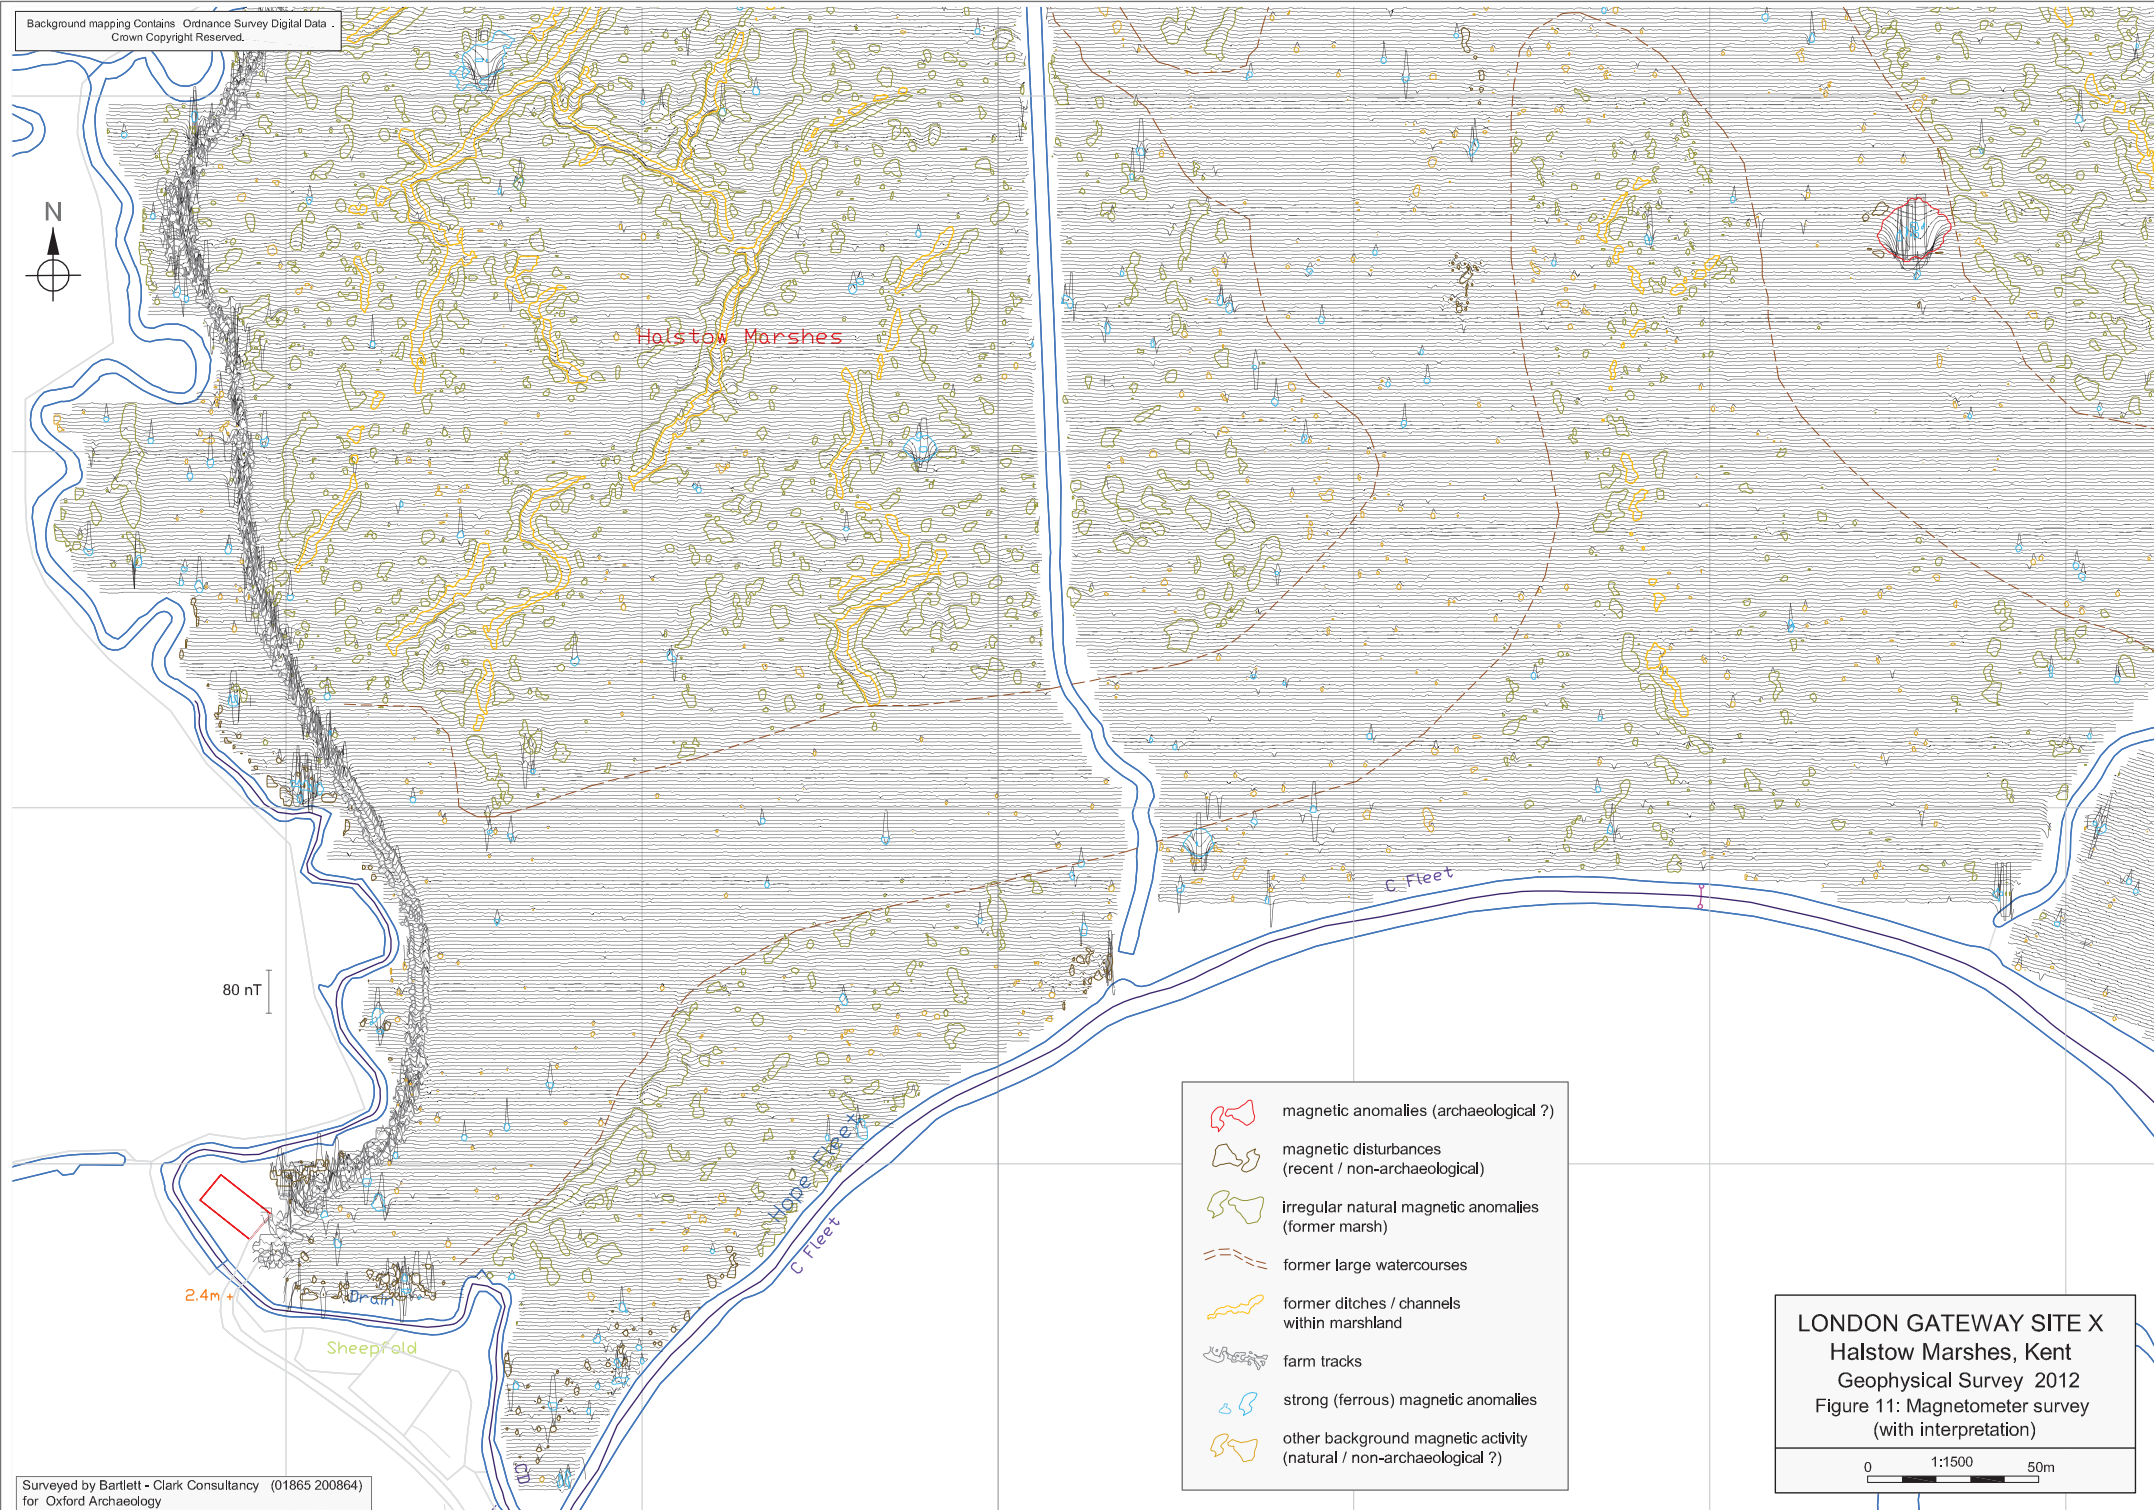 Background mapping Contains Ordnance Survey Digital Data .
Crown Copyright Reserved.
N
Halstow Marshes
C Fleet
80 nT
Hope Fleet
C Fleet
2.4m +
Drain
Sheepfold
CD
magnetic anomalies (archaeological ?)
magnetic disturbances
(recent / non-archaeological)
irregular natural magnetic anomalies
(former marsh)
former large watercourses
former ditches / channels
within marshland
farm tracks
strong (ferrous) magnetic anomalies
other background magnetic activity
(natural / non-archaeological ?)
LONDON GATEWAY SITE X
Halstow Marshes, Kent
Geophysical Survey 2012
Figure 11: Magnetometer survey
(with interpretation)
0 1:1500 50m
Surveyed by Bartlett - Clark Consultancy (01865 200864)
for Oxford Archaeology